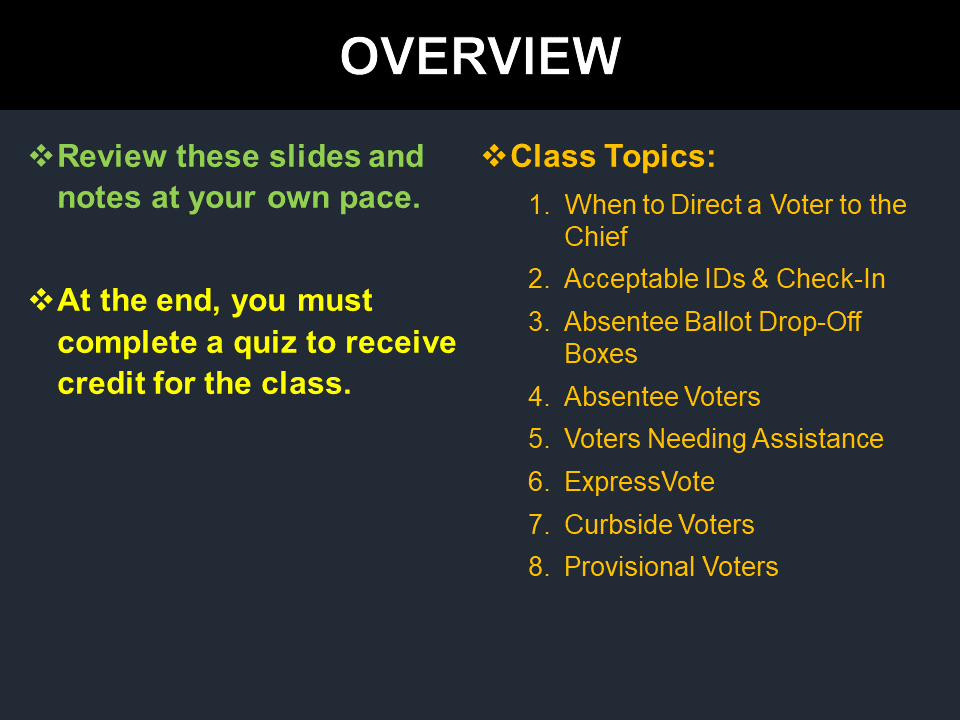 OVERVIEW
❖Review these slides and
notes at your own pace.
❖At the end, you must
complete a quiz to receive
credit for the class.
❖Class Topics:
1. When to Direct a Voter to the
Chief
2. Acceptable IDs & Check-In
3. Absentee Ballot Drop-Off
Boxes
4. Absentee Voters
5. Voters Needing Assistance
6. ExpressVote
7. Curbside Voters
8. Provisional Voters